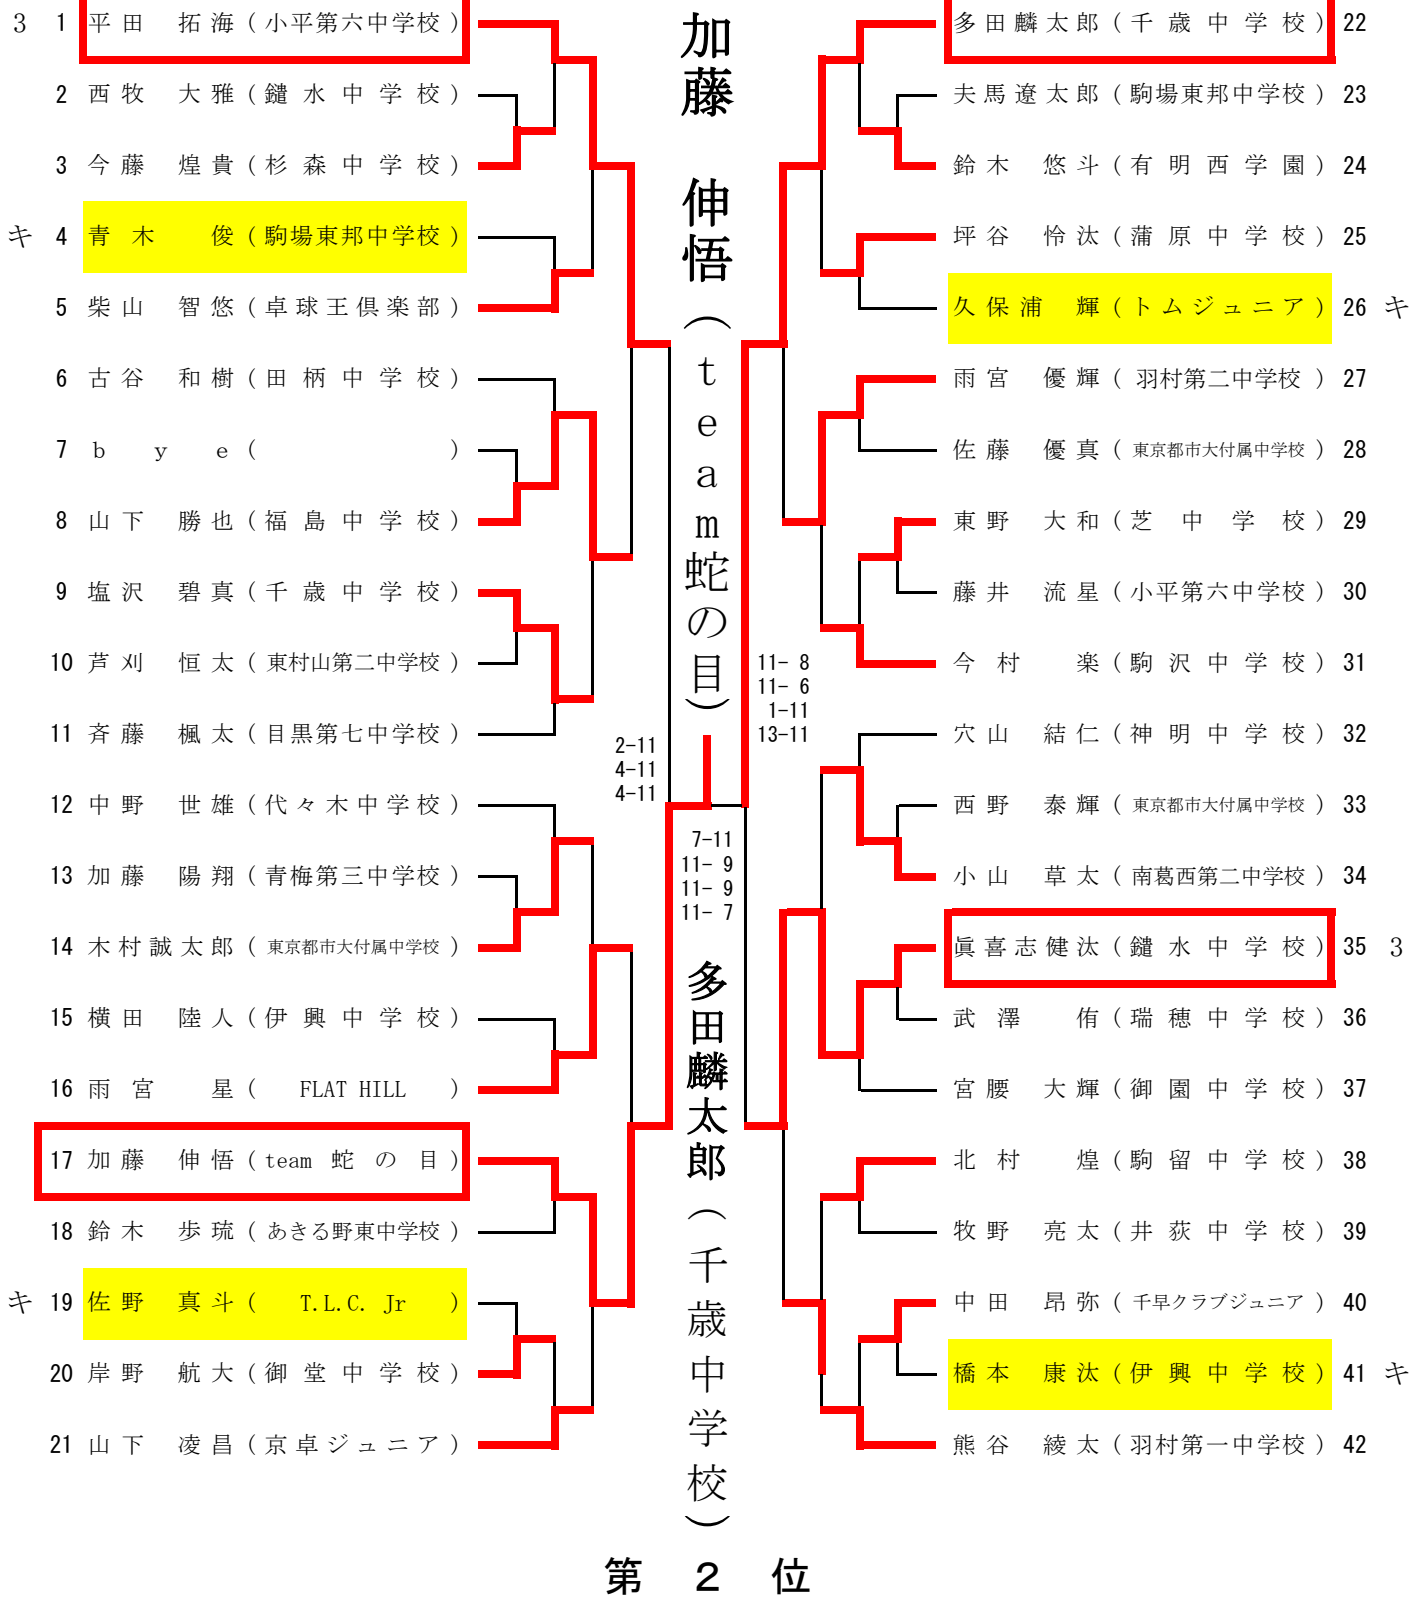 3 1 平田 拓海 (小平第六中学校)
2 西牧 大雅 (鑓水中学校)
3 今藤 煌貴 (杉森中学校)
キ 4 青木 俊 (駒場東邦中学校)
5 柴山 智悠 (卓球王倶楽部)
6 古谷 和樹 (田柄中学校)
7 bye ( )
8 山下 勝也 (福島中学校)
9 塩沢 碧真 (千歳中学校)
10 芦刈 恒太 (東村山第二中学校)
11 斉藤 楓太 (目黒第七中学校)
12 中野 世雄 (代々木中学校)
13 加藤 陽翔 (青梅第三中学校)
14 木村誠太郎 (東京都市大付属中学校)
15 横田 陸人 (伊興中学校)
16 雨宮 星 (FLAT HILL)
17 加藤 伸悟 (team 蛇の目)
18 鈴木 歩琉 (あきる野東中学校)
キ 19 佐野 真斗 (T.L.C. Jr)
20 岸野 航大 (御堂中学校)
21 山下 凌昌 (京卓ジュニア)
加藤 伸悟 (team蛇の目)
2-11
4-11
4-11
11- 8
11- 6
1-11
13-11
7-11
11- 9
11- 9
11- 7
多田麟太郎 (千歳中学校)
第 2 位
多田麟太郎 (千歳中学校) 22
夫馬遼太郎 (駒場東邦中学校) 23
鈴木 悠斗 (有明西学園) 24
坪谷 怜汰 (蒲原中学校) 25
久保浦 輝 (トムジュニア) 26 キ
雨宮 優輝 (羽村第二中学校) 27
佐藤 優真 (東京都市大付属中学校) 28
東野 大和 (芝中学校) 29
藤井 流星 (小平第六中学校) 30
今村 楽 (駒沢中学校) 31
穴山 結仁 (神明中学校) 32
西野 泰輝 (東京都市大付属中学校) 33
小山 草太 (南葛西第二中学校) 34
眞喜志健汰 (鑓水中学校) 35 3
武澤 侑 (瑞穂中学校) 36
宮腰 大輝 (御園中学校) 37
北村 煌 (駒留中学校) 38
牧野 亮太 (井荻中学校) 39
中田 昂弥 (千早クラブジュニア) 40
橋本 康汰 (伊興中学校) 41 キ
熊谷 綾太 (羽村第一中学校) 42